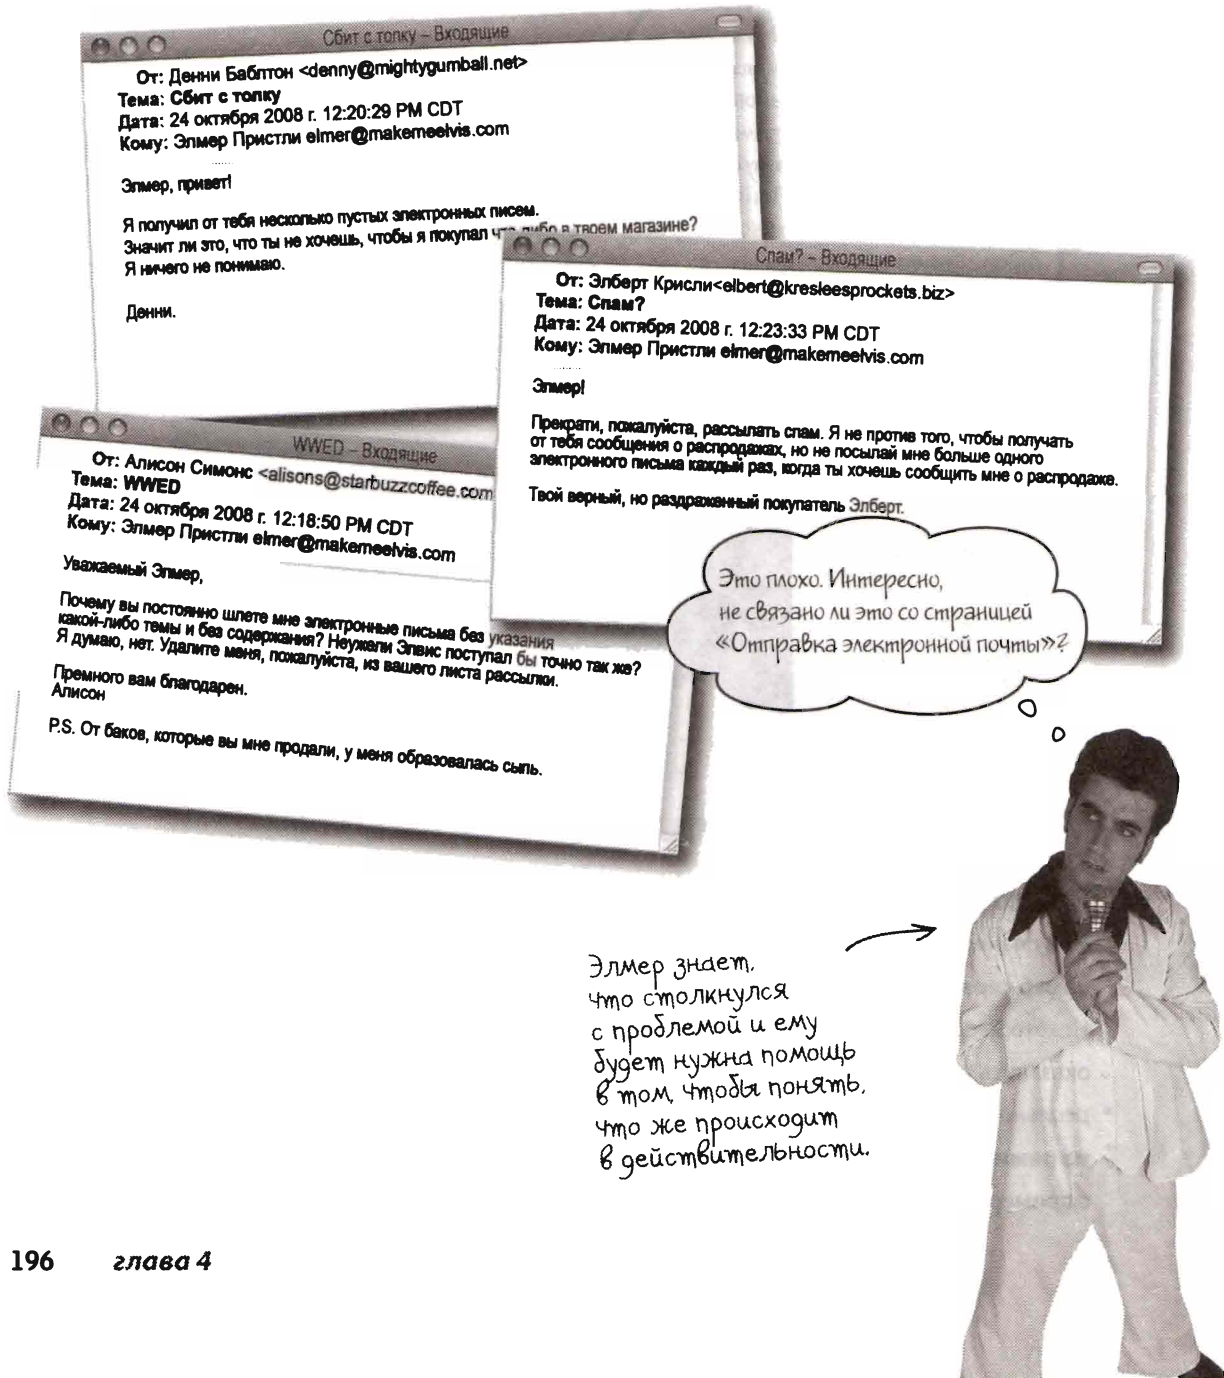 Сбит с толку – Входящие
От: Денни Баблтон <denny@mightygumball.net>
Тема: Сбит с толку
Дата: 24 октября 2008 г. 12:20:29 PM CDT
Кому: Элмер Пристли elmer@makemeelvis.com
Элмер, привет!
Я получил от тебя несколько пустых электронных писем.
Значит ли это, что ты не хочешь, чтобы я покупал что-либо в твоем магазине?
Я ничего не понимаю.
Денни.
Спам? – Входящие
От: Элберт Крисли<elbert@kresleesprockets.biz>
Тема: Спам?
Дата: 24 октября 2008 г. 12:23:33 PM CDT
Кому: Элмер Пристли elmer@makemeelvis.com
Элмер!
Прекрати, пожалуйста, рассылать спам. Я не против того, чтобы получать
от тебя сообщения о распродажах, но не посылай мне больше одного
электронного письма каждый раз, когда ты хочешь сообщить мне о распродаже.
Твой верный, но раздраженный покупатель Элберт.
WWED – Входящие
От: Алисон Симонс <alisons@starbuzzcoffee.com
Тема: WWED
Дата: 24 октября 2008 г. 12:18:50 PM CDT
Кому: Элмер Пристли elmer@makemeelvis.com
Уважаемый Элмер,
Почему вы постоянно шлете мне электронные письма без указания
какой-либо темы и без содержания? Неужели Элвис поступал бы точно так же?
Я думаю, нет. Удалите меня, пожалуйста, из вашего листа рассылки.
Премного вам благодарен.
Алисон
P.S. От баков, которые вы мне продали, у меня образовалась сыпь.
Это плохо. Интересно,
не связано ли это со страницей
«Отправка электронной почты»?
Элмер знает,
что столкнулся
с проблемой и ему
будет нужна помощь
в том, чтобы понять,
что же происходит
в действительности.
196 глава 4